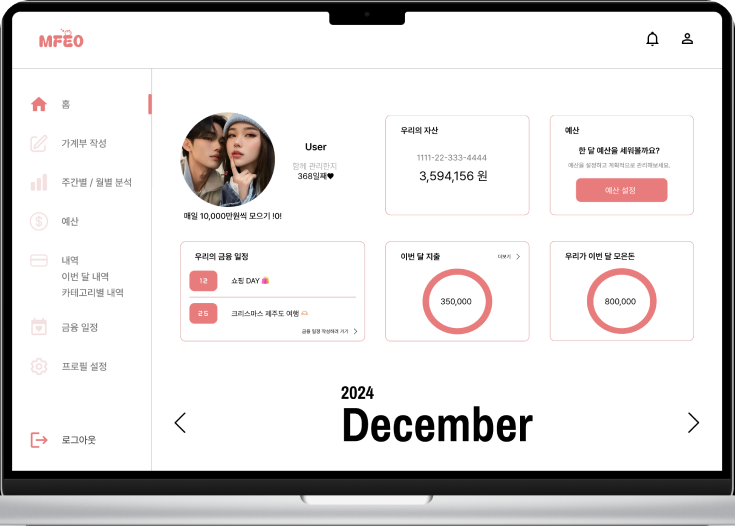 MFEO
홈
가계부 작성
주간별 / 월별 분석
예산
내역
이번 달 내역
카테고리별 내역
금융 일정
프로필 설정
로그아웃
User
함께 관리한지
368일째♥
매일 10,000만원씩 모으기 !0!
우리의 자산
1111-22-333-4444
3,594,156 원
예산
한 달 예산을 세워볼까요?
예산을 설정하고 계획적으로 관리해보세요.
예산 설정
우리의 금융 일정
12
쇼핑 DAY
25
크리스마스 제주도 여행
금융 일정 작성하러 가기
이번 달 지출
더보기
350,000
우리가 이번 달 모은돈
800,000
2024
December